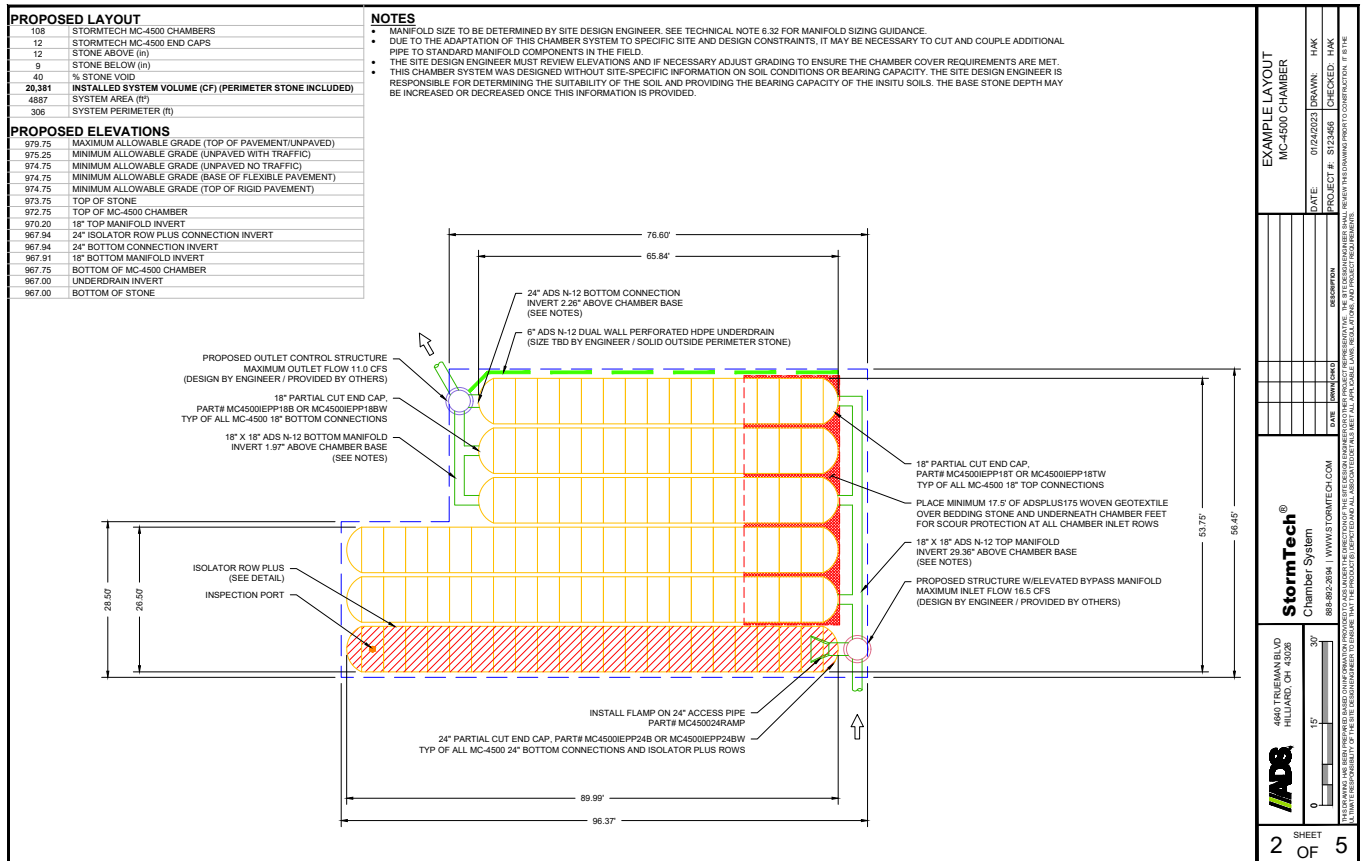 PROPOSED LAYOUT
108 STORMTECH MC-4500 CHAMBERS
12 STORMTECH MC-4500 END CAPS
12 STONE ABOVE (in)
9 STONE BELOW (in)
40 % STONE VOID
20,381 INSTALLED SYSTEM VOLUME (CF) (PERIMETER STONE INCLUDED)
4887 SYSTEM AREA (ft²)
306 SYSTEM PERIMETER (ft)
PROPOSED ELEVATIONS
979.75 MAXIMUM ALLOWABLE GRADE (TOP OF PAVEMENT/UNPAVED)
975.25 MINIMUM ALLOWABLE GRADE (UNPAVED WITH TRAFFIC)
974.75 MINIMUM ALLOWABLE GRADE (UNPAVED NO TRAFFIC)
974.75 MINIMUM ALLOWABLE GRADE (BASE OF FLEXIBLE PAVEMENT)
974.75 MINIMUM ALLOWABLE GRADE (TOP OF RIGID PAVEMENT)
973.75 TOP OF STONE
972.75 TOP OF MC-4500 CHAMBER
970.20 18" TOP MANIFOLD INVERT
967.94 24" ISOLATOR ROW PLUS CONNECTION INVERT
967.94 24" BOTTOM CONNECTION INVERT
967.91 18" BOTTOM MANIFOLD INVERT
967.75 BOTTOM OF MC-4500 CHAMBER
967.00 UNDERDRAIN INVERT
967.00 BOTTOM OF STONE
NOTES
• MANIFOLD SIZE TO BE DETERMINED BY SITE DESIGN ENGINEER. SEE TECHNICAL NOTE 6.32 FOR MANIFOLD SIZING GUIDANCE.
• DUE TO THE ADAPTATION OF THIS CHAMBER SYSTEM TO SPECIFIC SITE AND DESIGN CONSTRAINTS, IT MAY BE NECESSARY TO CUT AND COUPLE ADDITIONAL
PIPE TO STANDARD MANIFOLD COMPONENTS IN THE FIELD.
• THE SITE DESIGN ENGINEER MUST REVIEW ELEVATIONS AND IF NECESSARY ADJUST GRADING TO ENSURE THE CHAMBER COVER REQUIREMENTS ARE MET.
• THIS CHAMBER SYSTEM WAS DESIGNED WITHOUT SITE-SPECIFIC INFORMATION ON SOIL CONDITIONS OR BEARING CAPACITY. THE SITE DESIGN ENGINEER IS
RESPONSIBLE FOR DETERMINING THE SUITABILITY OF THE SOIL AND PROVIDING THE BEARING CAPACITY OF THE INSITU SOILS. THE BASE STONE DEPTH MAY
BE INCREASED OR DECREASED ONCE THIS INFORMATION IS PROVIDED.
76.60'
65.84'
24" ADS N-12 BOTTOM CONNECTION
INVERT 2.26" ABOVE CHAMBER BASE
(SEE NOTES)
6" ADS N-12 DUAL WALL PERFORATED HDPE UNDERDRAIN
(SIZE TBD BY ENGINEER / SOLID OUTSIDE PERIMETER STONE)
PROPOSED OUTLET CONTROL STRUCTURE
MAXIMUM OUTLET FLOW 11.0 CFS
(DESIGN BY ENGINEER / PROVIDED BY OTHERS)
18" PARTIAL CUT END CAP,
PART# MC4500IEPP18B OR MC4500IEPP18BW
TYP OF ALL MC-4500 18" BOTTOM CONNECTIONS
18" X 18" ADS N-12 BOTTOM MANIFOLD
INVERT 1.97" ABOVE CHAMBER BASE
(SEE NOTES)
18" PARTIAL CUT END CAP,
PART# MC4500IEPP18T OR MC4500IEPP18TW
TYP OF ALL MC-4500 18" TOP CONNECTIONS
PLACE MINIMUM 17.5' OF ADSPLUS175 WOVEN GEOTEXTILE
OVER BEDDING STONE AND UNDERNEATH CHAMBER FEET
FOR SCOUR PROTECTION AT ALL CHAMBER INLET ROWS
18" X 18" ADS N-12 TOP MANIFOLD
INVERT 29.36" ABOVE CHAMBER BASE
(SEE NOTES)
PROPOSED STRUCTURE W/ELEVATED BYPASS MANIFOLD
MAXIMUM INLET FLOW 16.5 CFS
(DESIGN BY ENGINEER / PROVIDED BY OTHERS)
53.75'
56.45'
28.50'
26.50'
ISOLATOR ROW PLUS
(SEE DETAIL)
INSPECTION PORT
INSTALL FLAMP ON 24" ACCESS PIPE
PART# MC450024RAMP
24" PARTIAL CUT END CAP, PART# MC4500IEPP24B OR MC4500IEPP24BW
TYP OF ALL MC-4500 24" BOTTOM CONNECTIONS AND ISOLATOR PLUS ROWS
89.99'
96.37'
EXAMPLE LAYOUT
MC-4500 CHAMBER
DATE: 01/24/2023 DRAWN: HAK
PROJECT #: S123456 CHECKED: HAK
DATE DRWN CHKD DESCRIPTION
StormTech®
Chamber System
888-892-2694 | WWW.STORMTECH.COM
4640 TRUEMAN BLVD
HILLIARD, OH 43026
ADS
0 15' 30'
2 SHEET OF 5